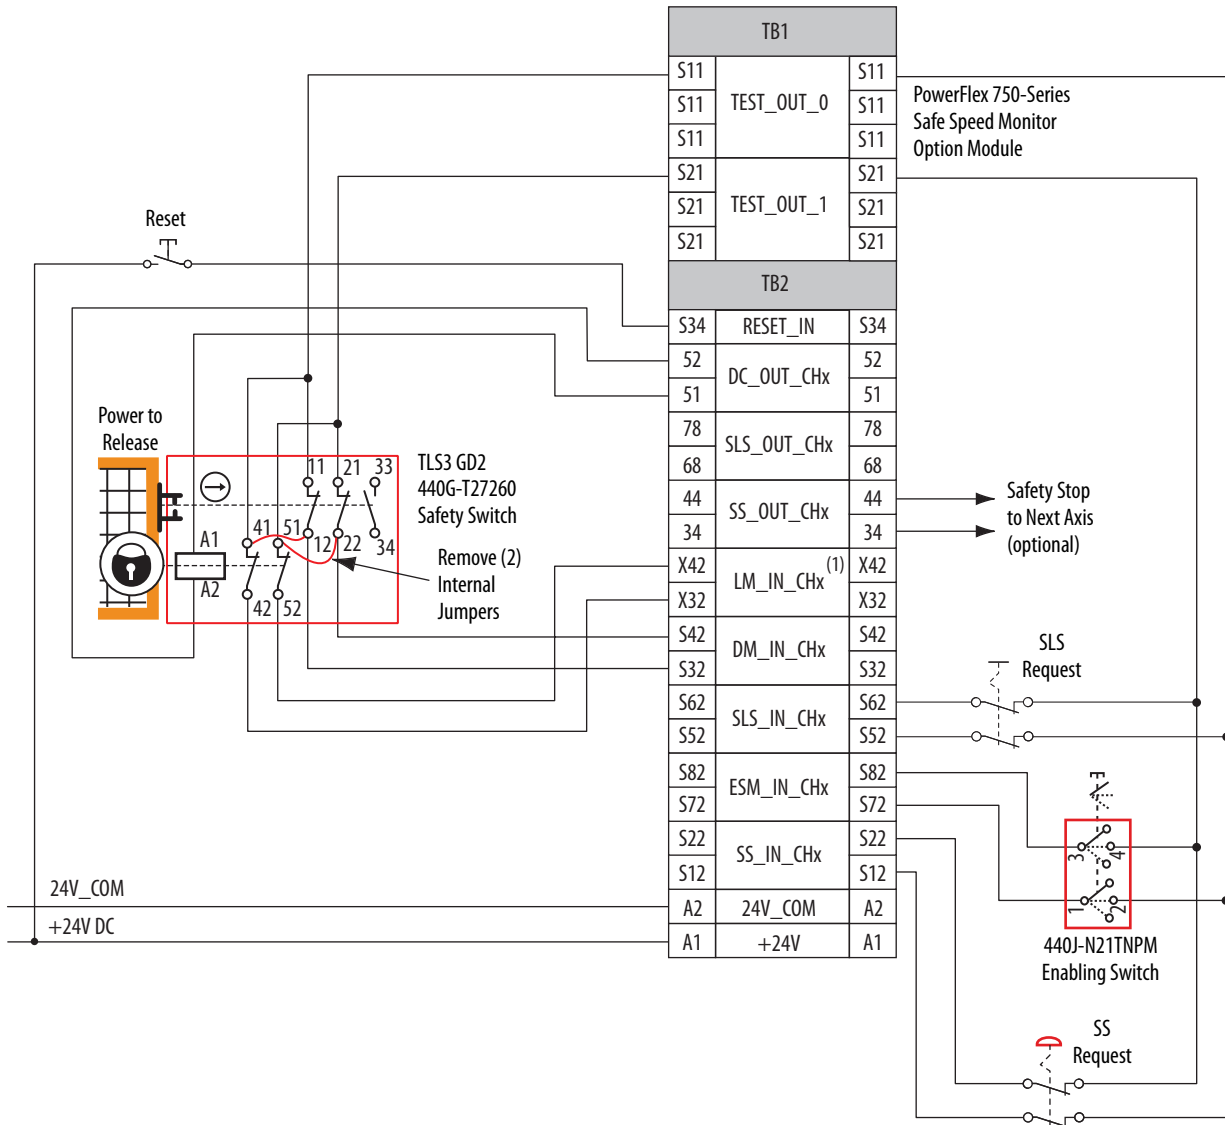 TB1
S11 TEST_OUT_0 S11
S11 S11
S11 S11
S21 TEST_OUT_1 S21
S21 S21
S21 S21
PowerFlex 750-Series
Safe Speed Monitor
Option Module
Reset
TB2
S34 RESET_IN S34
52 DC_OUT_CHx 52
51 51
78 SLS_OUT_CHx 78
68 68
44 SS_OUT_CHx 44
34 34
X42 LM_IN_CHx (1) X42
X32 X32
S42 DM_IN_CHx S42
S32 S32
S62 SLS_IN_CHx S62
S52 S52
S82 ESM_IN_CHx S82
S72 S72
S22 SS_IN_CHx S22
S12 S12
A2 24V_COM A2
A1 +24V A1
Power to
Release
11 21 33
41 51 12 22 34
A1
A2
42 52
TLS3 GD2
440G-T27260
Safety Switch
Remove (2)
Internal
Jumpers
Safety Stop
to Next Axis
(optional)
SLS
Request
3 4
1 2
440J-N21TNPM
Enabling Switch
24V_COM
+24V DC
SS
Request